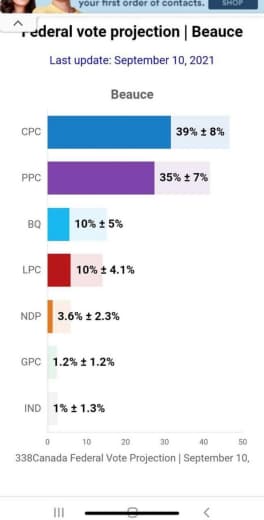 your first order of contacts.
SHOP
Federal vote projection | Beauce
Last update: September 10, 2021
Beauce
CPC 39% ± 8%
PPC 35% ± 7%
BQ 10% ± 5%
LPC 10% ± 4.1%
NDP 3.6% ± 2.3%
GPC 1.2% ± 1.2%
IND 1% ± 1.3%
0 10 20 30 40 50
338Canada Federal Vote Projection | September 10,